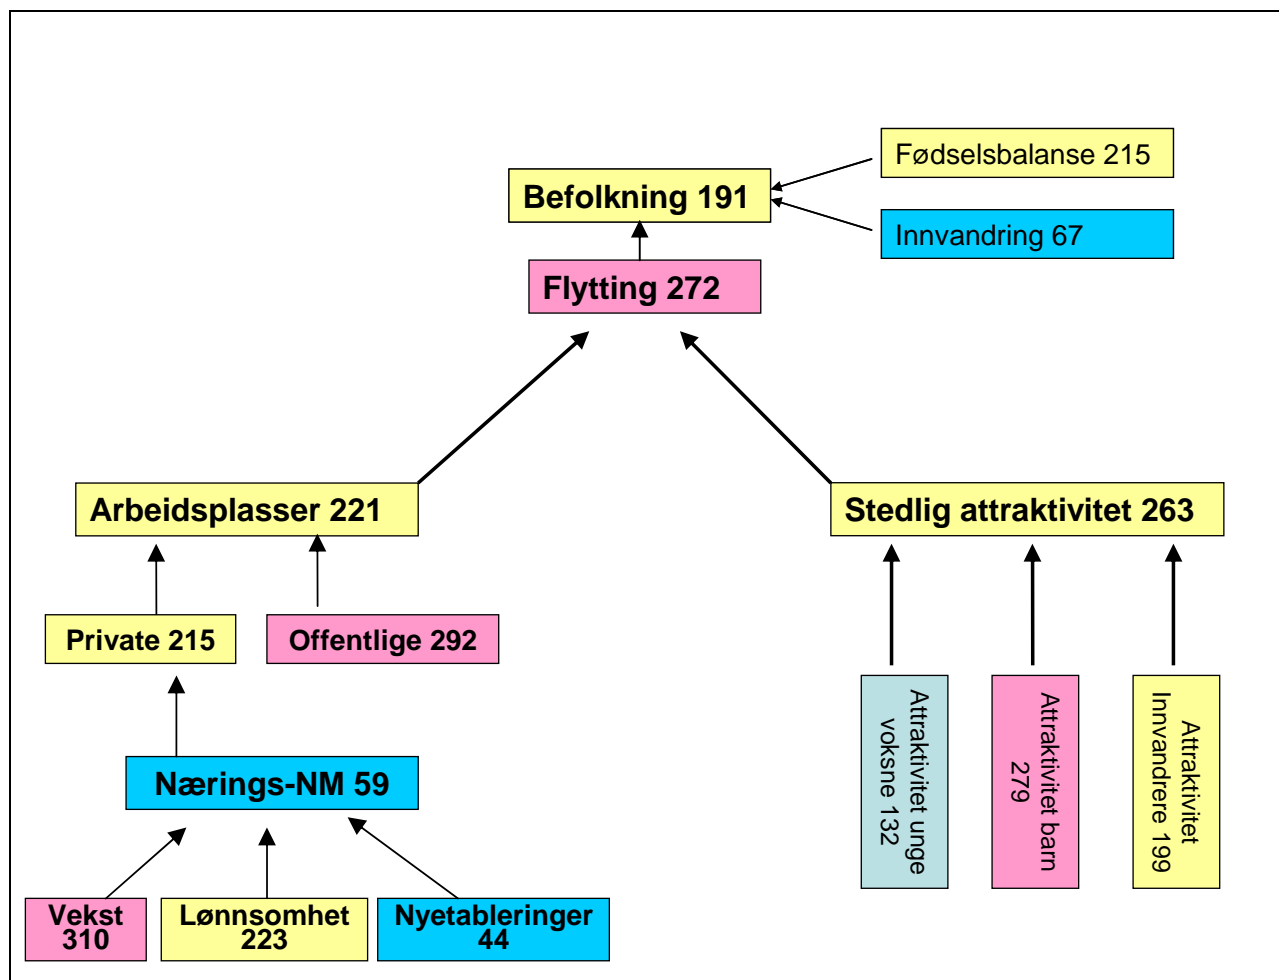 Fødselsbalanse 215
Befolkning 191
Innvandring 67
Flytting 272
Arbeidsplasser 221
Stedlig attraktivitet 263
Private 215
Offentlige 292
Attraktivitet unge
voksne 132
Attraktivitet barn
279
Attraktivitet
Innvandrere 199
Nærings-NM 59
Vekst
310
Lønnsomhet
223
Nyetableringer
44